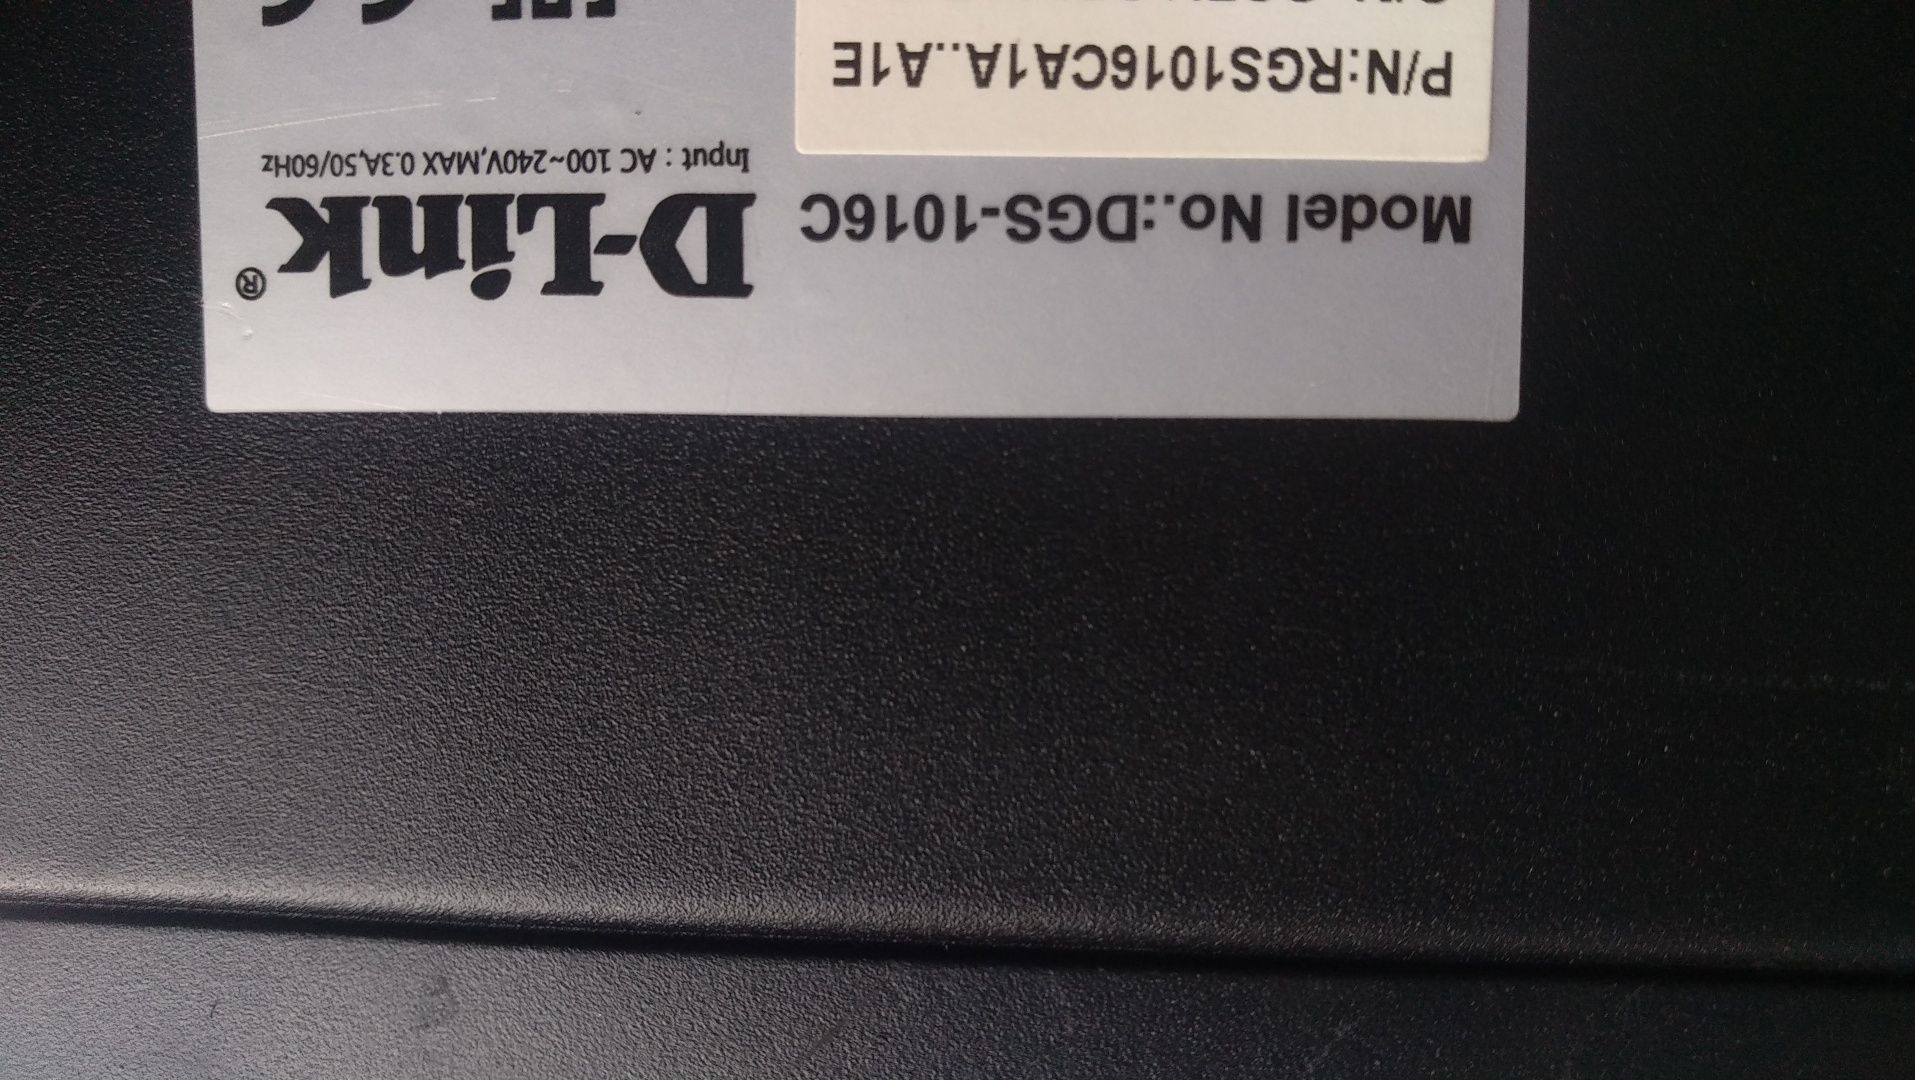 D-Link®
Input : AC 100~240V,MAX 0.3A,50/60Hz
Model No.:DGS-1016C
P/N:RGS1016CA1A..A1E